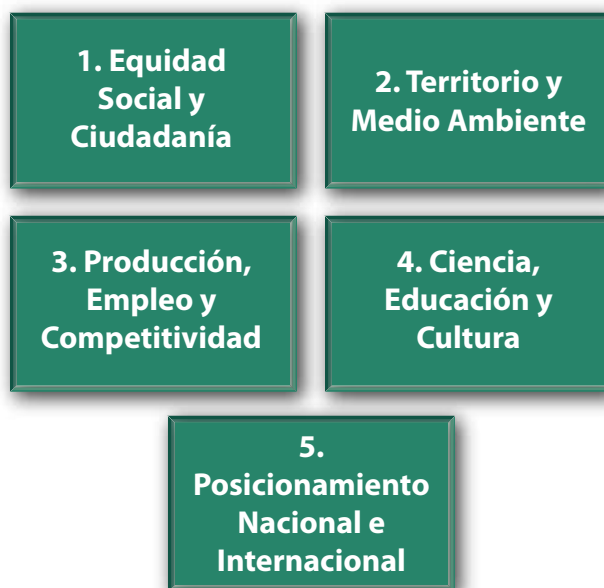 1. Equidad
Social y
Ciudadanía
2. Territorio y
Medio Ambiente
3. Producción,
Empleo y
Competitividad
4. Ciencia,
Educación y
Cultura
5.
Posicionamiento
Nacional e
Internacional